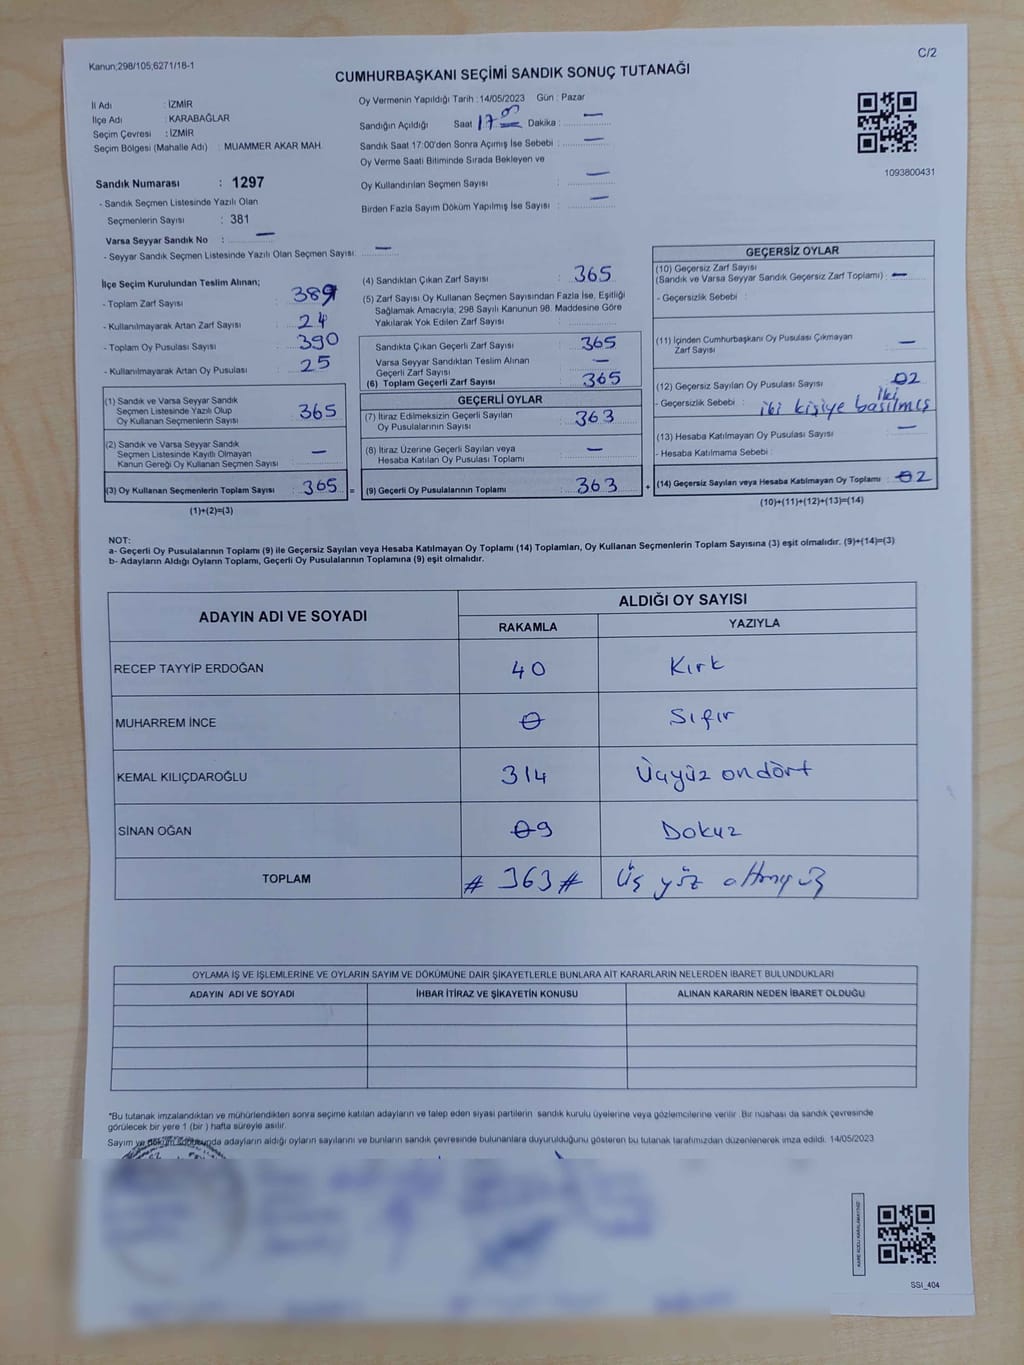 Kanun;298/105;6271/18-1
C/2
CUMHURBAŞKANI SEÇİMİ SANDIK SONUÇ TUTANAĞI
İl Adı : İZMİR
İlçe Adı : KARABAĞLAR
Seçim Çevresi : İZMİR
Seçim Bölgesi (Mahalle Adı) : MUAMMER AKAR MAH.
Oy Vermenin Yapıldığı Tarih :14/05/2023 Gün : Pazar
Sandığın Açıldığı Saat 17 00 Dakika : —
Sandık Saat 17:00'den Sonra Açımış İse Sebebi : —
Oy Verme Saati Bitiminde Sırada Bekleyen ve
Oy Kullandırılan Seçmen Sayısı : —
Birden Fazla Sayım Döküm Yapılmış İse Sayısı : —
1093800431
Sandık Numarası : 1297
- Sandık Seçmen Listesinde Yazılı Olan
Seçmenlerin Sayısı : 381
Varsa Seyyar Sandık No : —
- Seyyar Sandık Seçmen Listesinde Yazılı Olan Seçmen Sayısı: —
İlçe Seçim Kurulundan Teslim Alınan;
- Toplam Zarf Sayısı : 389
- Kullanılmayarak Artan Zarf Sayısı : 24
- Toplam Oy Pusulası Sayısı : 390
- Kullanılmayarak Artan Oy Pusulası : 25
(1) Sandık ve Varsa Seyyar Sandık
Seçmen Listesinde Yazılı Olup
Oy Kullanan Seçmenlerin Sayısı : 365
(2) Sandık ve Varsa Seyyar Sandık
Seçmen Listesinde Kayıtlı Olmayan
Kanun Gereği Oy Kullanan Seçmen Sayısı : —
(3) Oy Kullanan Seçmenlerin Toplam Sayısı : 365 =
(1)+(2)=(3)
(4) Sandıktan Çıkan Zarf Sayısı : 365
(5) Zarf Sayısı Oy Kullanan Seçmen Sayısından Fazla İse, Eşitliği
Sağlamak Amacıyla, 298 Sayılı Kanunun 98. Maddesine Göre
Yakılarak Yok Edilen Zarf Sayısı :
Sandıkta Çıkan Geçerli Zarf Sayısı : 365
Varsa Seyyar Sandıktan Teslim Alınan
Geçerli Zarf Sayısı : —
(6) Toplam Geçerli Zarf Sayısı : 365
GEÇERLİ OYLAR
(7) İtiraz Edilmeksizin Geçerli Sayılan
Oy Pusulalarının Sayısı : 363
(8) İtiraz Üzerine Geçerli Sayılan veya
Hesaba Katılan Oy Pusulası Toplamı : —
(9) Geçerli Oy Pusulalarının Toplamı : 363 +
GEÇERSİZ OYLAR
(10) Geçersiz Zarf Sayısı
(Sandık ve Varsa Seyyar Sandık Geçersiz Zarf Toplamı) : —
- Geçersizlik Sebebi :
(11) İçinden Cumhurbaşkanı Oy Pusulası Çıkmayan
Zarf Sayısı : —
(12) Geçersiz Sayılan Oy Pusulası Sayısı : 02
iki
- Geçersizlik Sebebi : iki kişiye basılmış
(13) Hesaba Katılmayan Oy Pusulası Sayısı : —
- Hesaba Katılmama Sebebi :
(14) Geçersiz Sayılan veya Hesaba Katılmayan Oy Toplamı : 02
(10)+(11)+(12)+(13)=(14)
NOT:
a- Geçerli Oy Pusulalarının Toplamı (9) ile Geçersiz Sayılan veya Hesaba Katılmayan Oy Toplamı (14) Toplamları, Oy Kullanan Seçmenlerin Toplam Sayısına (3) eşit olmalıdır. (9)+(14)=(3)
b- Adayların Aldığı Oyların Toplamı, Geçerli Oy Pusulalarının Toplamına (9) eşit olmalıdır.
ADAYIN ADI VE SOYADI
ALDIĞI OY SAYISI
RAKAMLA YAZIYLA
RECEP TAYYİP ERDOĞAN 40 Kırk
MUHARREM İNCE 0 Sıfır
KEMAL KILIÇDAROĞLU 314 Üçyüz ondört
SİNAN OĞAN 09 Dokuz
TOPLAM # 363 # Üç yüz altmış üç
OYLAMA İŞ VE İŞLEMLERİNE VE OYLARIN SAYIM VE DÖKÜMÜNE DAİR ŞİKAYETLERLE BUNLARA AİT KARARLARIN NELERDEN İBARET BULUNDUKLARI
ADAYIN ADI VE SOYADI İHBAR İTİRAZ VE ŞİKAYETİN KONUSU ALINAN KARARIN NEDEN İBARET OLDUĞU
*Bu tutanak imzalandıktan ve mühürlendikten sonra seçime katılan adayların ve talep eden siyasi partilerin sandık kurulu üyelerine veya gözlemcilerine verilir. Bir nüshası da sandık çevresinde
görülecek bir yere 1 (bir ) hafta süreyle asılır.
Sayım ve döküm sonucunda adayların aldığı oyların sayılarını ve bunların sandık çevresinde bulunanlara duyurulduğunu gösteren bu tutanak tarafımızdan düzenlenerek imza edildi. 14/05/2023
KARE KODU KARALAMAYINIZ!
SSI_404